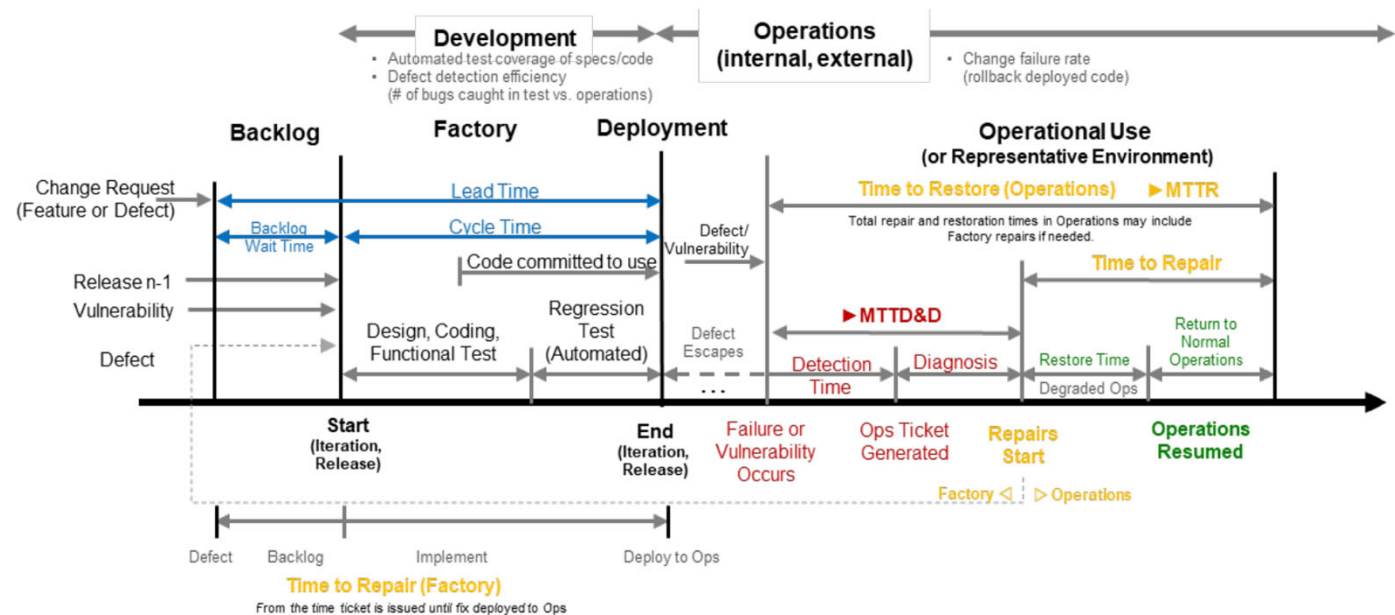 Development
• Automated test coverage of specs/code
• Defect detection efficiency
(# of bugs caught in test vs. operations)
Operations
(internal, external)
• Change failure rate
(rollback deployed code)
Backlog
Factory
Deployment
Operational Use
(or Representative Environment)
Change Request
(Feature or Defect)
Lead Time
Time to Restore (Operations)
►MTTR
Total repair and restoration times in Operations may include
Factory repairs if needed.
Backlog
Wait Time
Cycle Time
Defect/
Vulnerability
Code committed to use
Time to Repair
Release n-1
Vulnerability
Defect
Design, Coding,
Functional Test
Regression
Test
(Automated)
Defect
Escapes
...
►MTTD&D
Detection
Time
Diagnosis
Restore Time
Degraded Ops
Return to
Normal
Operations
Start
(Iteration,
Release)
End
(Iteration,
Release)
Failure or
Vulnerability
Occurs
Ops Ticket
Generated
Repairs
Start
Operations
Resumed
Factory ◁
▷ Operations
Defect
Backlog
Implement
Deploy to Ops
Time to Repair (Factory)
From the time ticket is issued until fix deployed to Ops